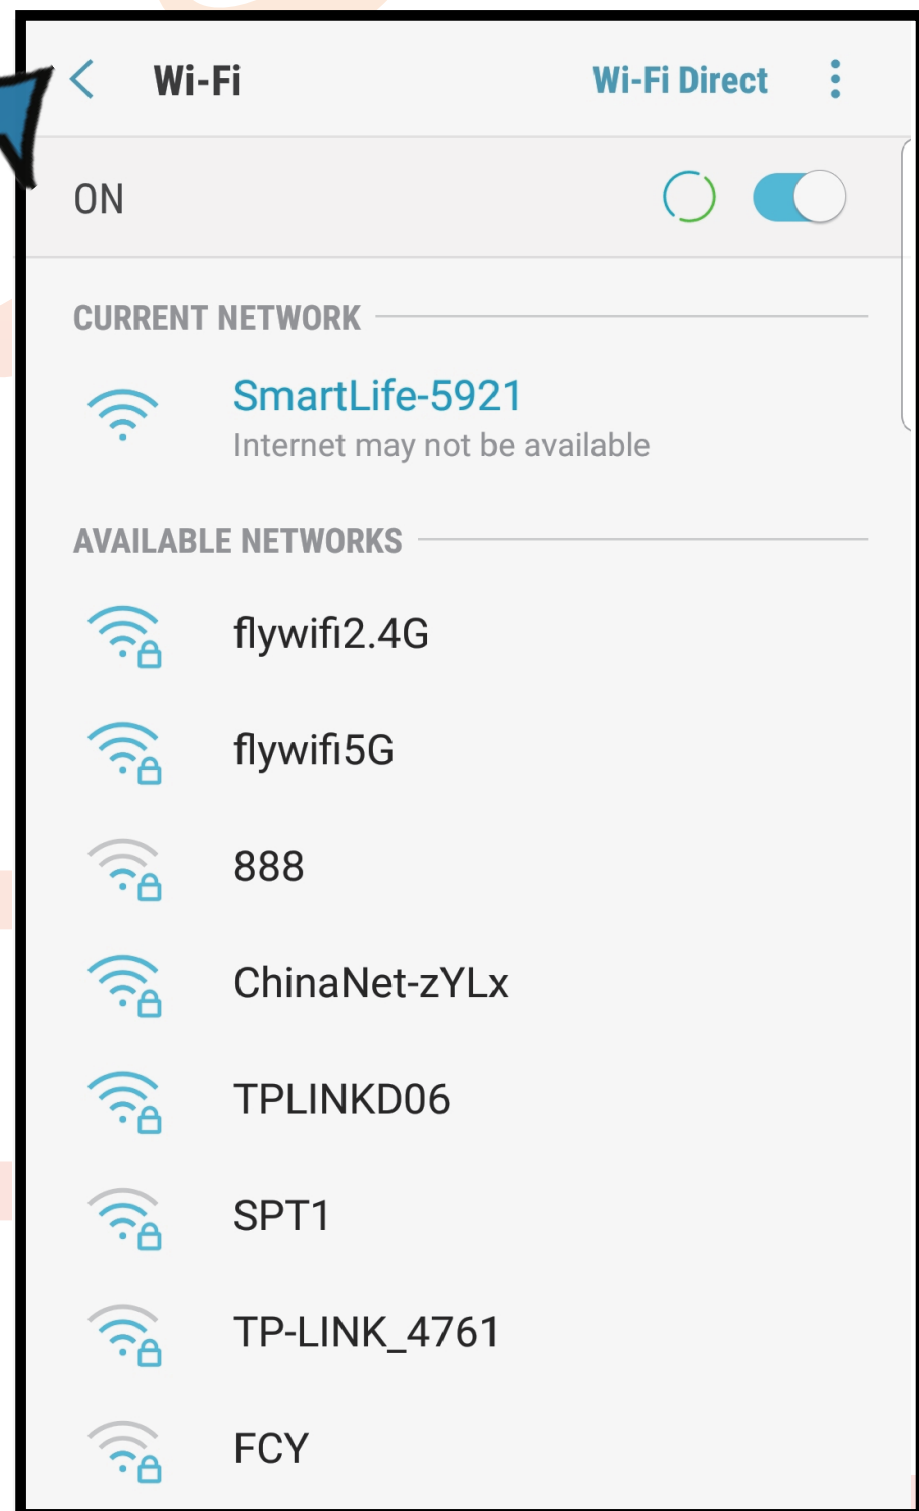 Wi-Fi Wi-Fi Direct
ON
CURRENT NETWORK
SmartLife-5921
Internet may not be available
AVAILABLE NETWORKS
flywifi2.4G
flywifi5G
888
ChinaNet-zYLx
TPLINKD06
SPT1
TP-LINK_4761
FCY